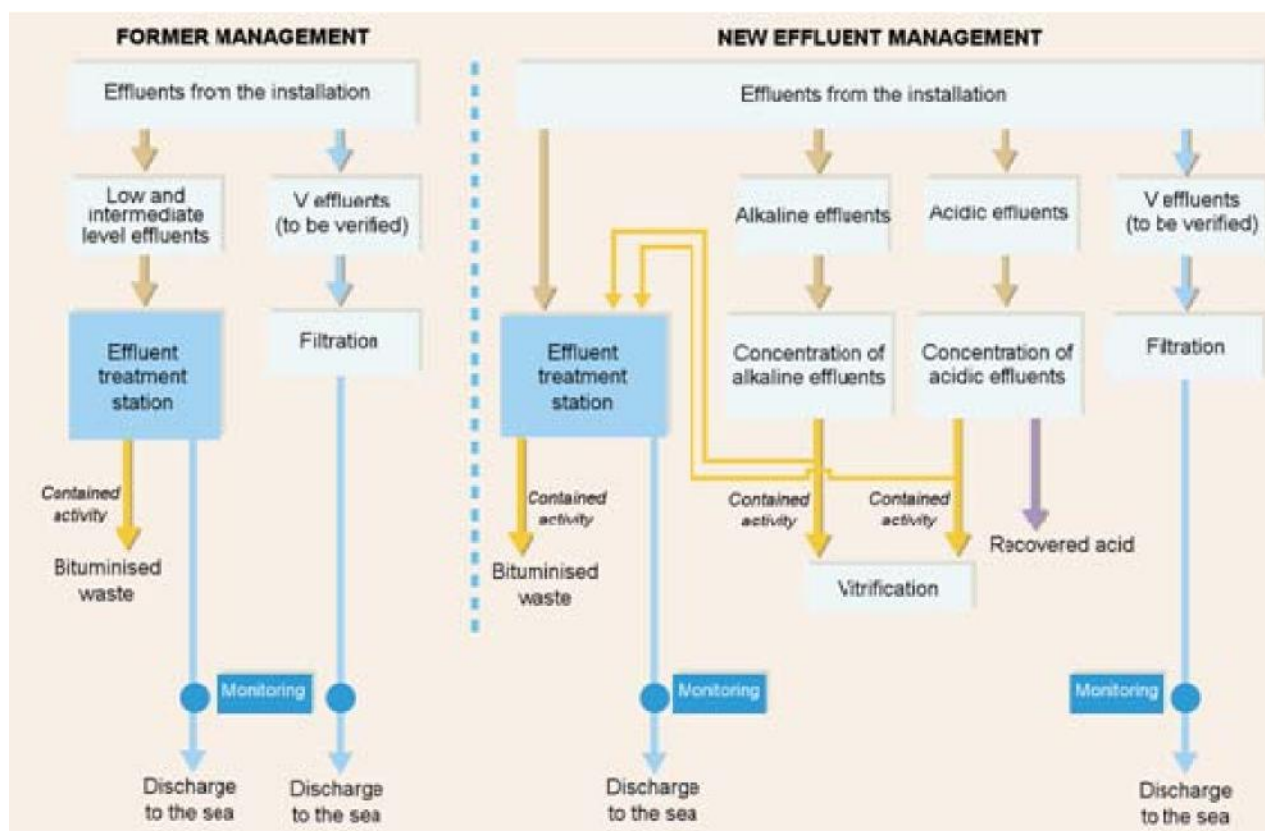 FORMER MANAGEMENT
Effluents from the installation
Low and
intermediate
level effluents
V effluents
(to be verified)
Effluent
treatment
station
Filtration
Contained
activity
Bituminised
waste
Monitoring
Discharge
to the sea
Discharge
to the sea
NEW EFFLUENT MANAGEMENT
Effluents from the installation
Alkaline effluents
Acidic effluents
V effluents
(to be verified)
Effluent
treatment
station
Concentration of
alkaline effluents
Concentration of
acidic effluents
Filtration
Contained
activity
Contained
activity
Contained
activity
Bituminised
waste
Vitrification
Recovered acid
Monitoring
Monitoring
Discharge
to the sea
Discharge
to the sea